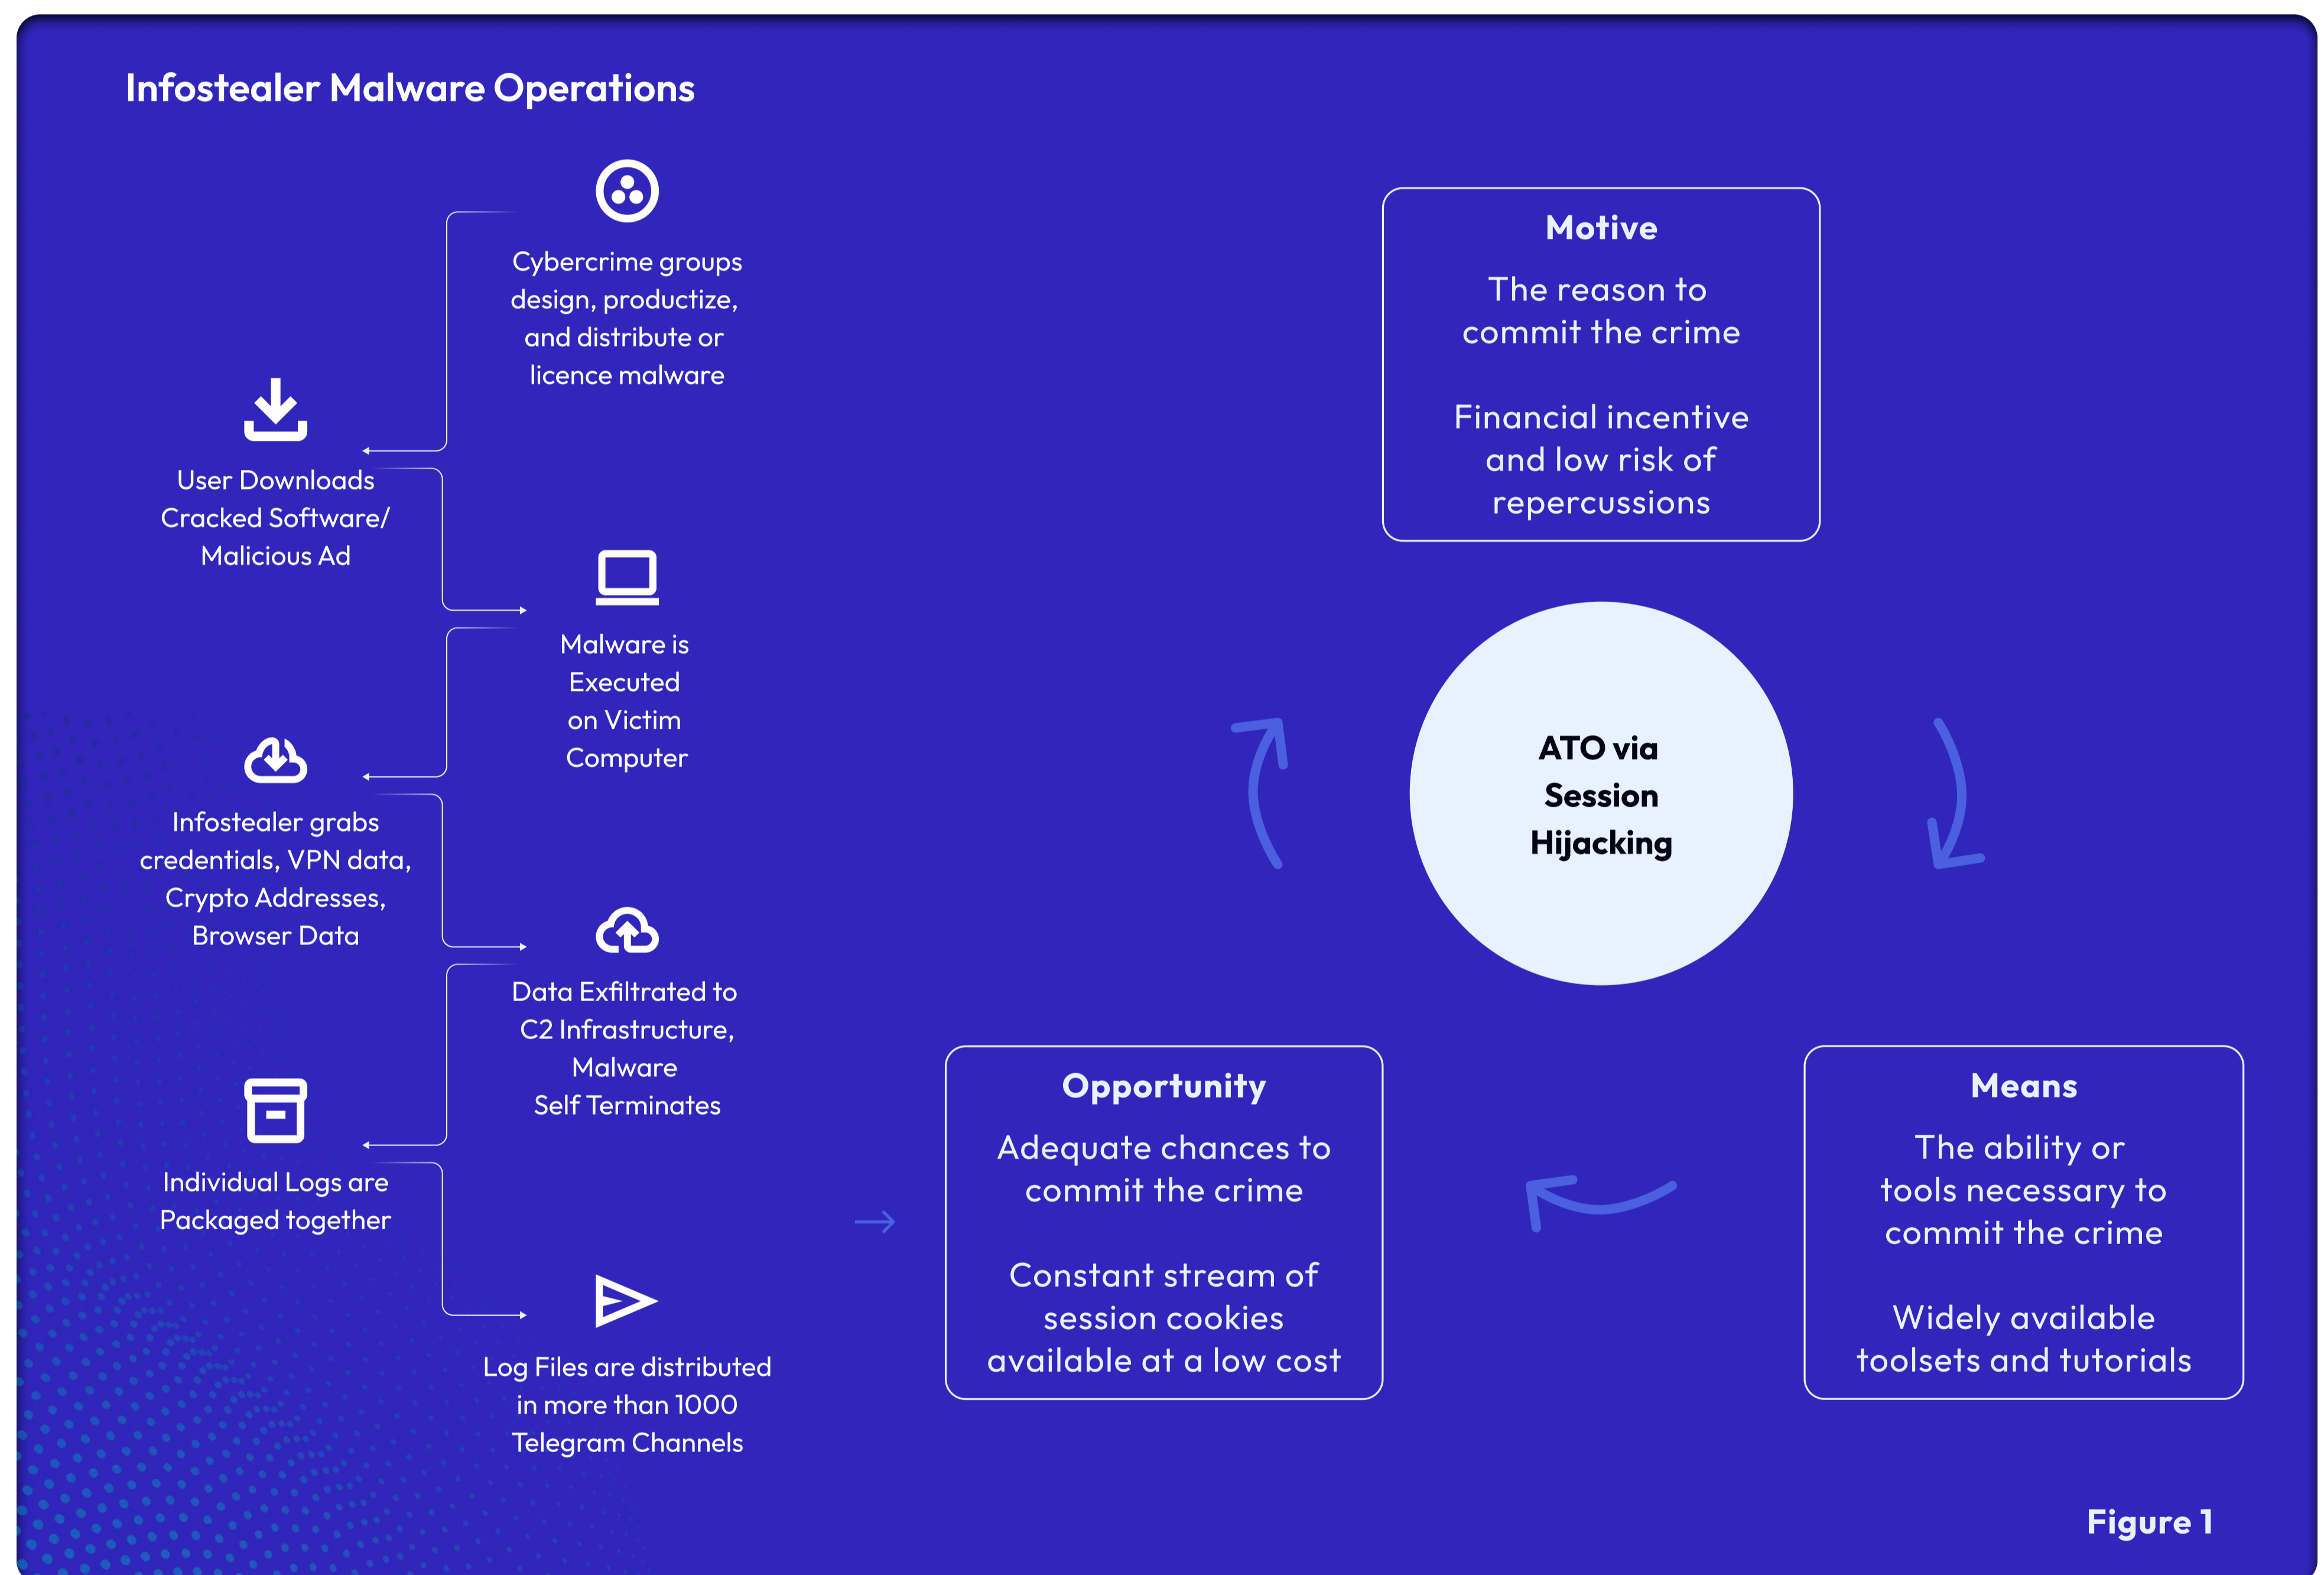 Infostealer Malware Operations
Cybercrime groups
design, productize,
and distribute or
licence malware
User Downloads
Cracked Software/
Malicious Ad
Malware is
Executed
on Victim
Computer
Infostealer grabs
credentials, VPN data,
Crypto Addresses,
Browser Data
Data Exfiltrated to
C2 Infrastructure,
Malware
Self Terminates
Individual Logs are
Packaged together
Log Files are distributed
in more than 1000
Telegram Channels
Motive
The reason to
commit the crime
Financial incentive
and low risk of
repercussions
ATO via
Session
Hijacking
Opportunity
Adequate chances to
commit the crime
Constant stream of
session cookies
available at a low cost
Means
The ability or
tools necessary to
commit the crime
Widely available
toolsets and tutorials
Figure 1